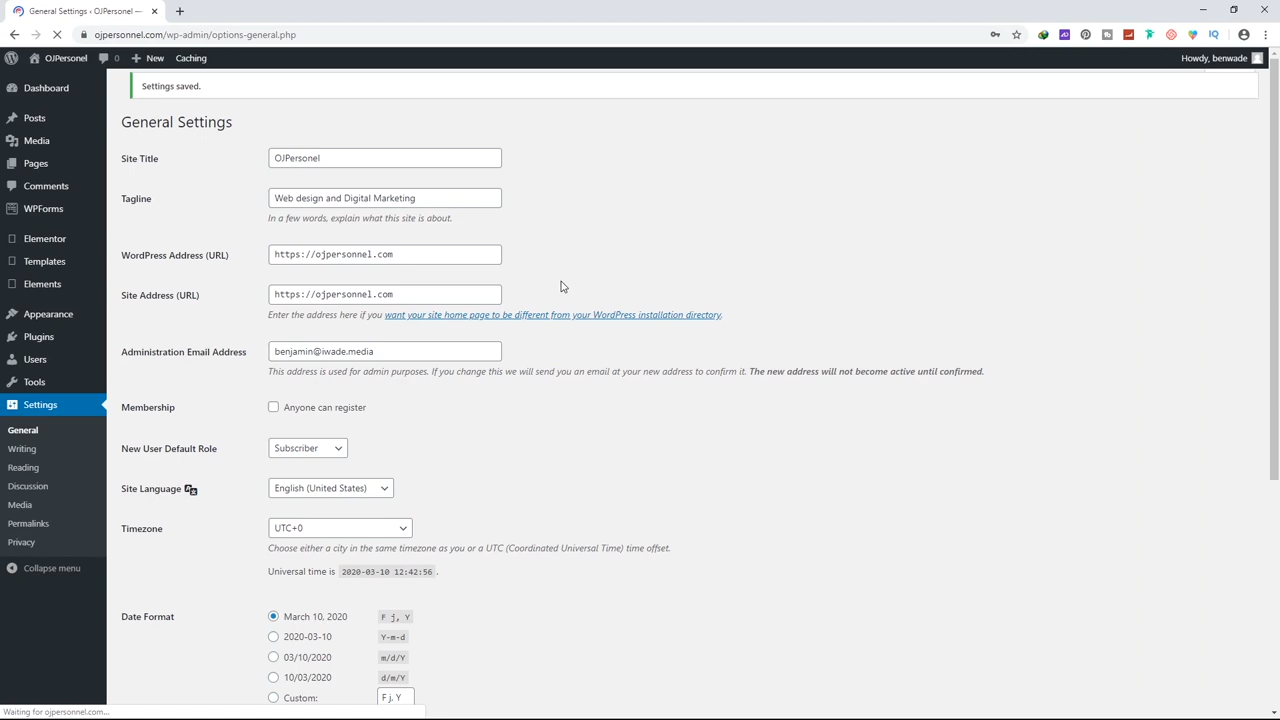 General Settings ‹ OJPersonel —
ojpersonnel.com/wp-admin/options-general.php
OJPersonel
0
New
Caching
Howdy, benwade
Dashboard
Posts
Media
Pages
Comments
WPForms
Elementor
Templates
Elements
Appearance
Plugins
Users
Tools
Settings
General
Writing
Reading
Discussion
Media
Permalinks
Privacy
Collapse menu
Settings saved.
General Settings
Site Title
OJPersonel
Tagline
Web design and Digital Marketing
In a few words, explain what this site is about.
WordPress Address (URL)
https://ojpersonnel.com
Site Address (URL)
https://ojpersonnel.com
Enter the address here if you want your site home page to be different from your WordPress installation directory.
Administration Email Address
benjamin@iwade.media
This address is used for admin purposes. If you change this we will send you an email at your new address to confirm it. The new address will not become active until confirmed.
Membership
Anyone can register
New User Default Role
Subscriber
Site Language
English (United States)
Timezone
UTC+0
Choose either a city in the same timezone as you or a UTC (Coordinated Universal Time) time offset.
Universal time is 2020-03-10 12:42:56 .
Date Format
March 10, 2020 F j, Y
2020-03-10 Y-m-d
03/10/2020 m/d/Y
10/03/2020 d/m/Y
Custom: F j, Y
Waiting for ojpersonnel.com...